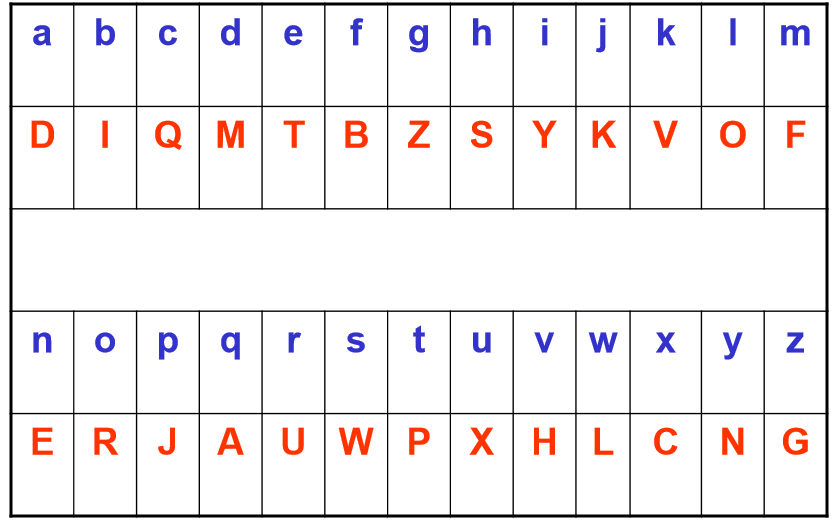 a b c d e f g h i j k l m
D I Q M T B Z S Y K V O F
n o p q r s t u v w x y z
E R J A U W P X H L C N G